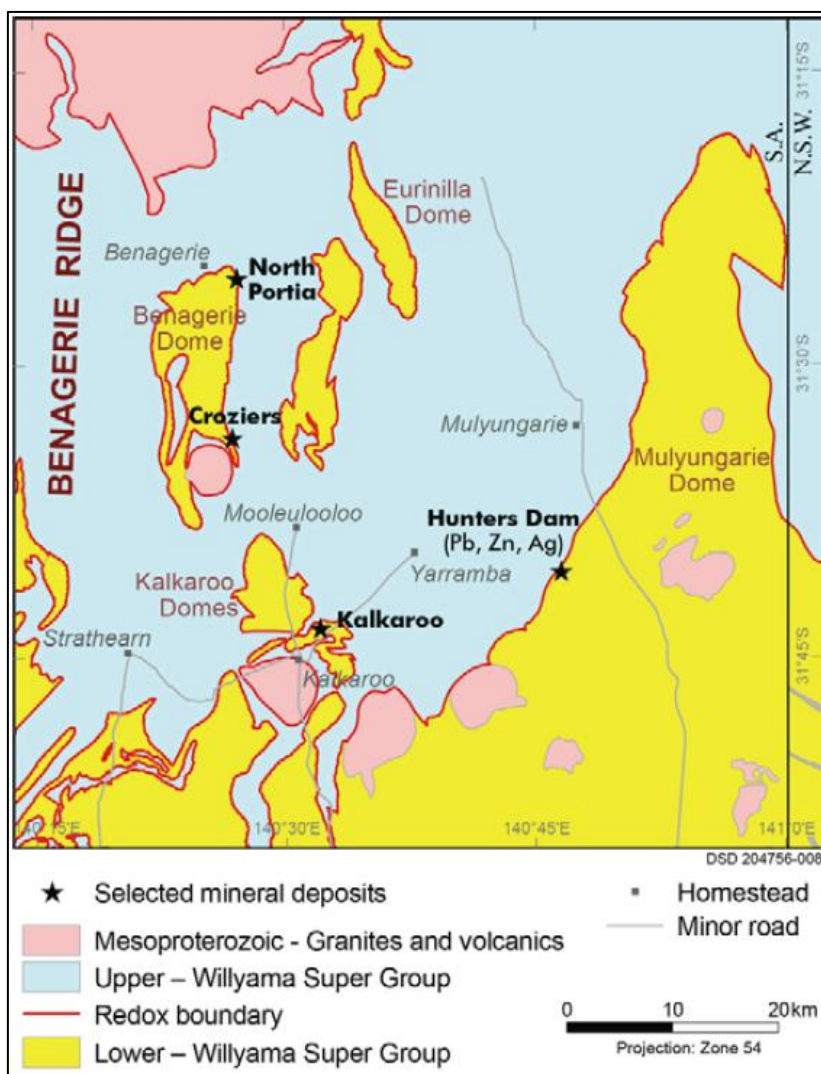 31°15'S
S.A.
N.S.W.
BENAGERIE RIDGE
Eurinilla
Dome
Benagerie
North
Portia
Benagerie
Dome
31°30'S
Croziers
Mulyungarie
Mulyungarie
Dome
Mooleulooloo
Hunters Dam
(Pb, Zn, Ag)
Yarramba
Kalkaroo
Domes
Kalkaroo
Strathearn
31°45'S
Kalkaroo
140°15'E
140°30'E
140°45'E
141°0'E
DSD 204756-008
Selected mineral deposits
Homestead
Minor road
Mesoproterozoic - Granites and volcanics
Upper – Willyama Super Group
Redox boundary
0 10 20km
Lower – Willyama Super Group
Projection: Zone 54